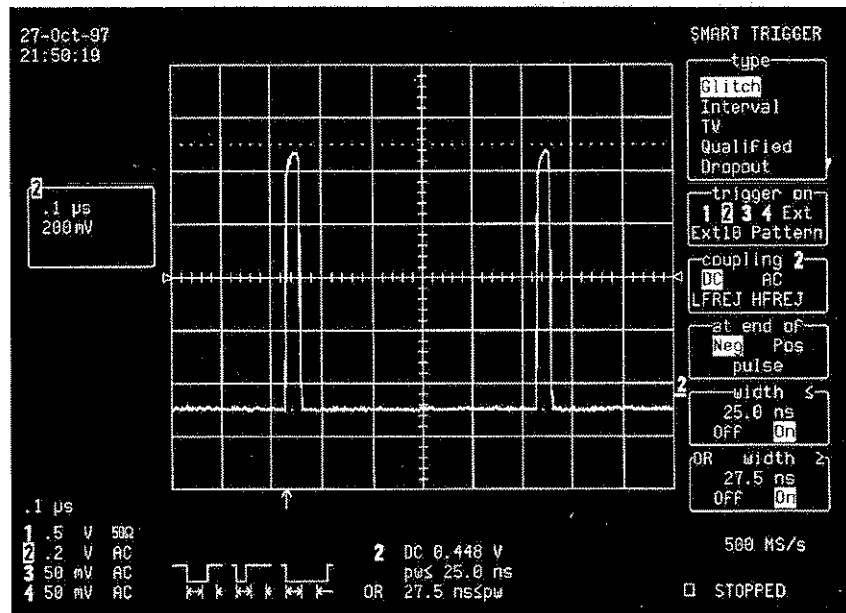 27-Oct-97
21:50:19
2
.1 µs
200mV
SMART TRIGGER
type
Glitch
Interval
TV
Qualified
Dropout
trigger on
1 2 3 4 Ext
Ext10 Pattern
coupling 2
DC AC
LFREJ HFREJ
at end of
Neg Pos
pulse
2
width ≤
25.0 ns
Off On
OR width ≥
27.5 ns
Off On
.1 µs
1 .5 V 50Ω
2 .2 V AC
3 50 mV AC
4 50 mV AC
2 DC 0.448 V
pw≤ 25.0 ns
OR 27.5 ns≤pw
500 MS/s
STOPPED